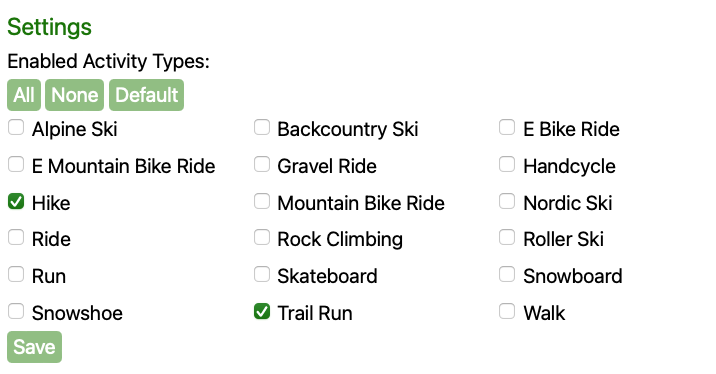 Settings
Enabled Activity Types:
All None Default
Alpine Ski Backcountry Ski E Bike Ride
E Mountain Bike Ride Gravel Ride Handcycle
Hike Mountain Bike Ride Nordic Ski
Ride Rock Climbing Roller Ski
Run Skateboard Snowboard
Snowshoe Trail Run Walk
Save